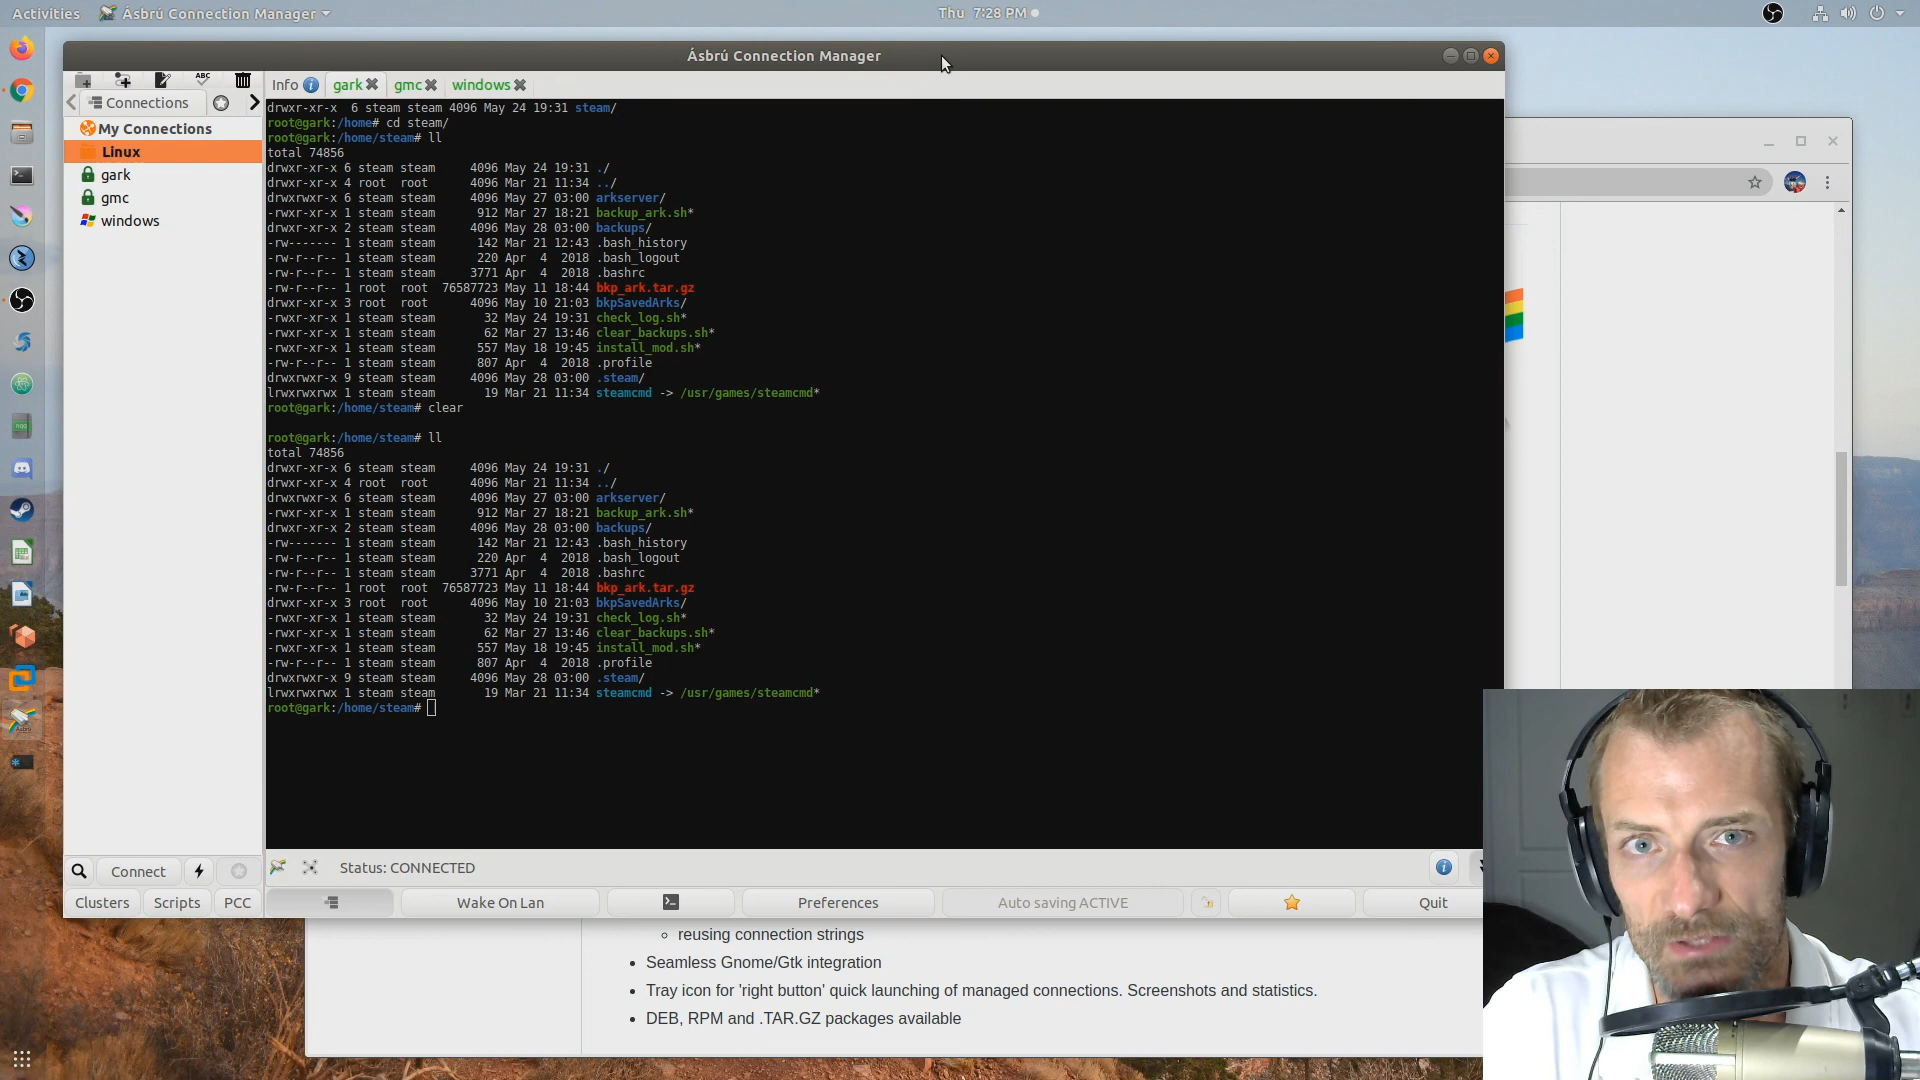 Activities
Ásbrú Connection Manager
Thu 7:28 PM
Ásbrú Connection Manager
ABC
Info
gark
gmc
windows
Connections
My Connections
Linux
gark
gmc
windows
drwxr-xr-x 6 steam steam 4096 May 24 19:31 steam/
root@gark:/home# cd steam/
root@gark:/home/steam# ll
total 74856
drwxr-xr-x 6 steam steam 4096 May 24 19:31 ./
drwxr-xr-x 4 root root 4096 Mar 21 11:34 ../
drwxrwxr-x 6 steam steam 4096 May 27 03:00 arkserver/
-rwxr-xr-x 1 steam steam 912 Mar 27 18:21 backup_ark.sh*
drwxr-xr-x 2 steam steam 4096 May 28 03:00 backups/
-rw------- 1 steam steam 142 Mar 21 12:43 .bash_history
-rw-r--r-- 1 steam steam 220 Apr 4 2018 .bash_logout
-rw-r--r-- 1 steam steam 3771 Apr 4 2018 .bashrc
-rw-r--r-- 1 root root 76587723 May 11 18:44 bkp_ark.tar.gz
drwxr-xr-x 3 root root 4096 May 10 21:03 bkpSavedArks/
-rwxr-xr-x 1 steam steam 32 May 24 19:31 check_log.sh*
-rwxr-xr-x 1 steam steam 62 Mar 27 13:46 clear_backups.sh*
-rwxr-xr-x 1 steam steam 557 May 18 19:45 install_mod.sh*
-rw-r--r-- 1 steam steam 807 Apr 4 2018 .profile
drwxrwxr-x 9 steam steam 4096 May 28 03:00 .steam/
lrwxrwxrwx 1 steam steam 19 Mar 21 11:34 steamcmd -> /usr/games/steamcmd*
root@gark:/home/steam# clear
root@gark:/home/steam# ll
total 74856
drwxr-xr-x 6 steam steam 4096 May 24 19:31 ./
drwxr-xr-x 4 root root 4096 Mar 21 11:34 ../
drwxrwxr-x 6 steam steam 4096 May 27 03:00 arkserver/
-rwxr-xr-x 1 steam steam 912 Mar 27 18:21 backup_ark.sh*
drwxr-xr-x 2 steam steam 4096 May 28 03:00 backups/
-rw------- 1 steam steam 142 Mar 21 12:43 .bash_history
-rw-r--r-- 1 steam steam 220 Apr 4 2018 .bash_logout
-rw-r--r-- 1 steam steam 3771 Apr 4 2018 .bashrc
-rw-r--r-- 1 root root 76587723 May 11 18:44 bkp_ark.tar.gz
drwxr-xr-x 3 root root 4096 May 10 21:03 bkpSavedArks/
-rwxr-xr-x 1 steam steam 32 May 24 19:31 check_log.sh*
-rwxr-xr-x 1 steam steam 62 Mar 27 13:46 clear_backups.sh*
-rwxr-xr-x 1 steam steam 557 May 18 19:45 install_mod.sh*
-rw-r--r-- 1 steam steam 807 Apr 4 2018 .profile
drwxrwxr-x 9 steam steam 4096 May 28 03:00 .steam/
lrwxrwxrwx 1 steam steam 19 Mar 21 11:34 steamcmd -> /usr/games/steamcmd*
root@gark:/home/steam#
Connect
Status: CONNECTED
Clusters
Scripts
PCC
Wake On Lan
Preferences
Auto saving ACTIVE
Quit
reusing connection strings
Seamless Gnome/Gtk integration
Tray icon for 'right button' quick launching of managed connections. Screenshots and statistics.
DEB, RPM and .TAR.GZ packages available